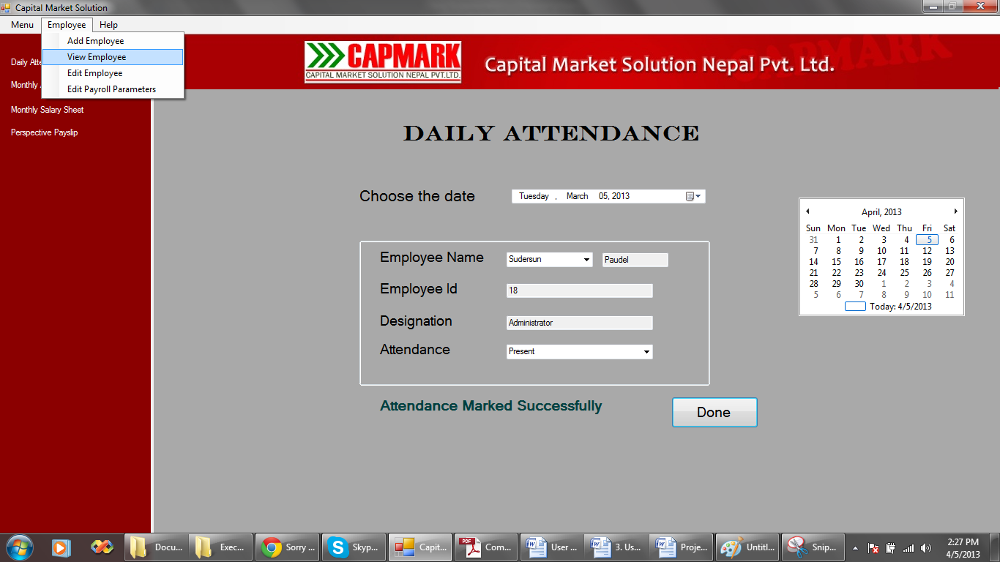 Capital Market Solution
Menu Employee Help
Add Employee
View Employee
Edit Employee
Edit Payroll Parameters
Daily Atte
Monthly A
Monthly Salary Sheet
Perspective Payslip
CAPMARK
CAPITAL MARKET SOLUTION NEPAL PVT.LTD.
Capital Market Solution Nepal Pvt. Ltd.
CAPMARK
DAILY ATTENDANCE
Choose the date Tuesday , March 05, 2013
Employee Name Sudersun Paudel
Employee Id 18
Designation Administrator
Attendance Present
Attendance Marked Successfully Done
April, 2013
Sun Mon Tue Wed Thu Fri Sat
31 1 2 3 4 5 6
7 8 9 10 11 12 13
14 15 16 17 18 19 20
21 22 23 24 25 26 27
28 29 30 1 2 3 4
5 6 7 8 9 10 11
Today: 4/5/2013
Docu... Exec... Sorry ... Skyp... Capit... Com... User ... 3. Us... Proje... Untitl... Snip...
PDF
2:27 PM
4/5/2013